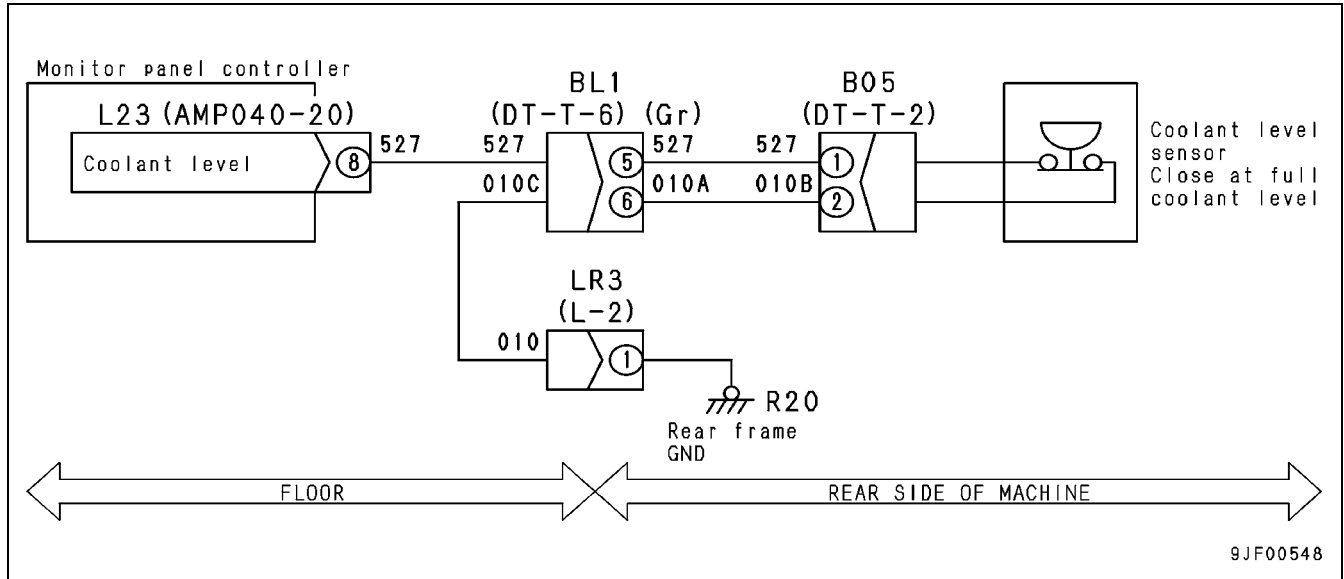 Monitor panel controller
L23 (AMP040-20)
Coolant level
8
527
BL1
(DT-T-6) (Gr)
527
5
527
010C
6
010A
B05
(DT-T-2)
527
1
010B
2
Coolant level
sensor
Close at full
coolant level
LR3
(L-2)
010
1
R20
Rear frame
GND
FLOOR
REAR SIDE OF MACHINE
9JF00548